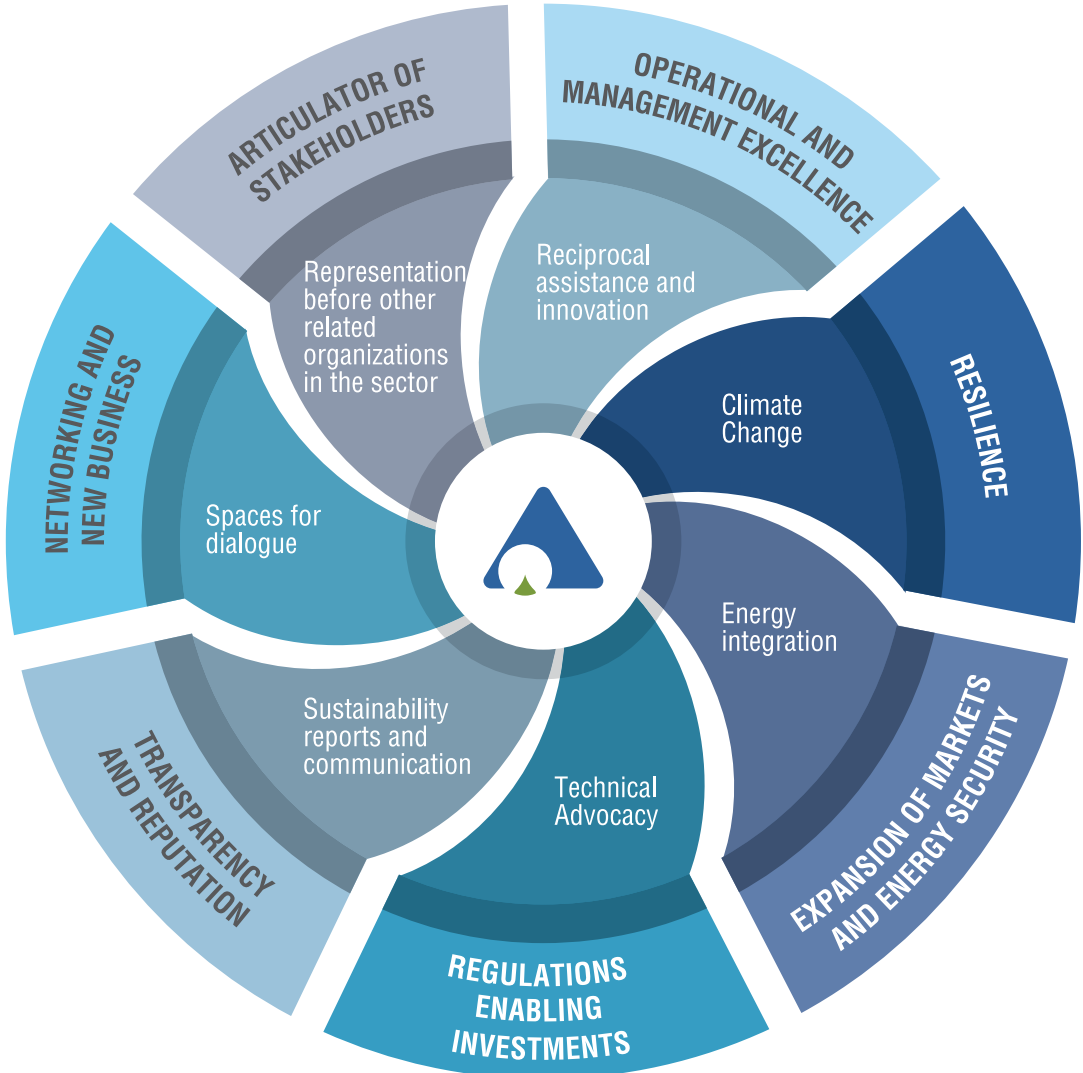 OPERATIONAL AND
MANAGEMENT EXCELLENCE
Reciprocal
assistance and
innovation
RESILIENCE
Climate
Change
EXPANSION OF MARKETS
AND ENERGY SECURITY
Energy
integration
REGULATIONS
ENABLING
INVESTMENTS
Technical
Advocacy
TRANSPARENCY
AND REPUTATION
Sustainability
reports and
communication
NETWORKING AND
NEW BUSINESS
Spaces for
dialogue
ARTICULATOR OF
STAKEHOLDERS
Representation
before other
related
organizations
in the sector